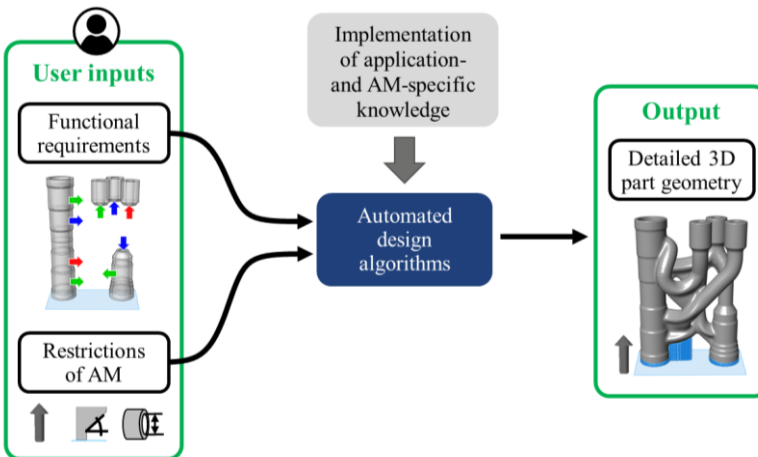 User inputs
Functional
requirements
Restrictions
of AM
Implementation
of application-
and AM-specific
knowledge
Automated
design
algorithms
Output
Detailed 3D
part geometry